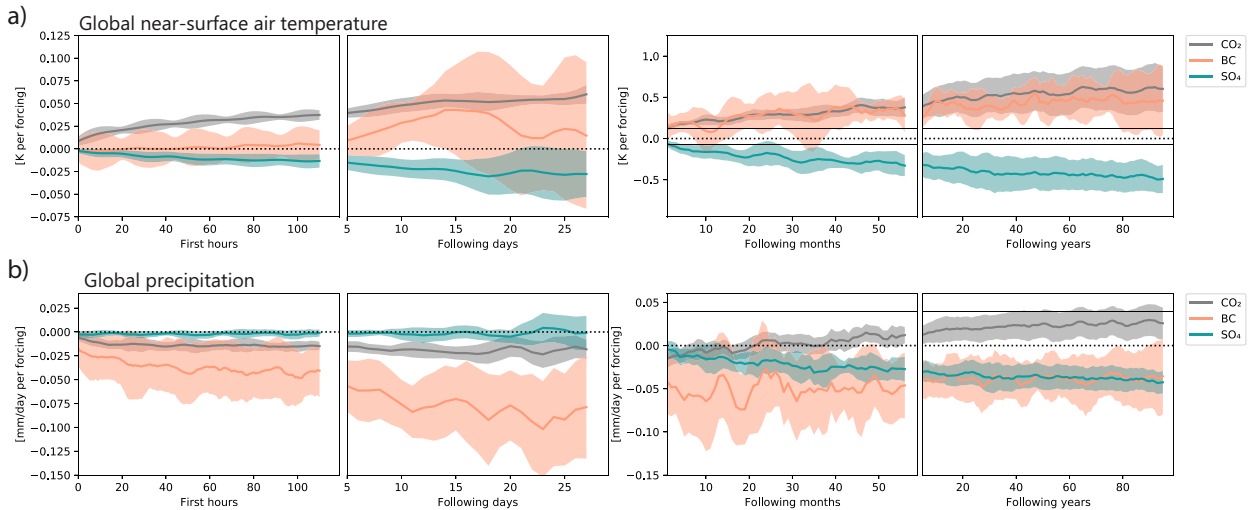 a)
Global near-surface air temperature
[K per forcing]
0.125
0.100
0.075
0.050
0.025
0.000
−0.025
−0.050
−0.075
0 20 40 60 80 100
First hours
5 10 15 20 25
Following days
[K per forcing]
1.0
0.5
0.0
−0.5
10 20 30 40 50
Following months
20 40 60 80
Following years
CO₂
BC
SO₄
b)
Global precipitation
[mm/day per forcing]
0.025
0.000
−0.025
−0.050
−0.075
−0.100
−0.125
−0.150
0 20 40 60 80 100
First hours
5 10 15 20 25
Following days
[mm/day per forcing]
0.05
0.00
−0.05
−0.10
−0.15
10 20 30 40 50
Following months
20 40 60 80
Following years
CO₂
BC
SO₄